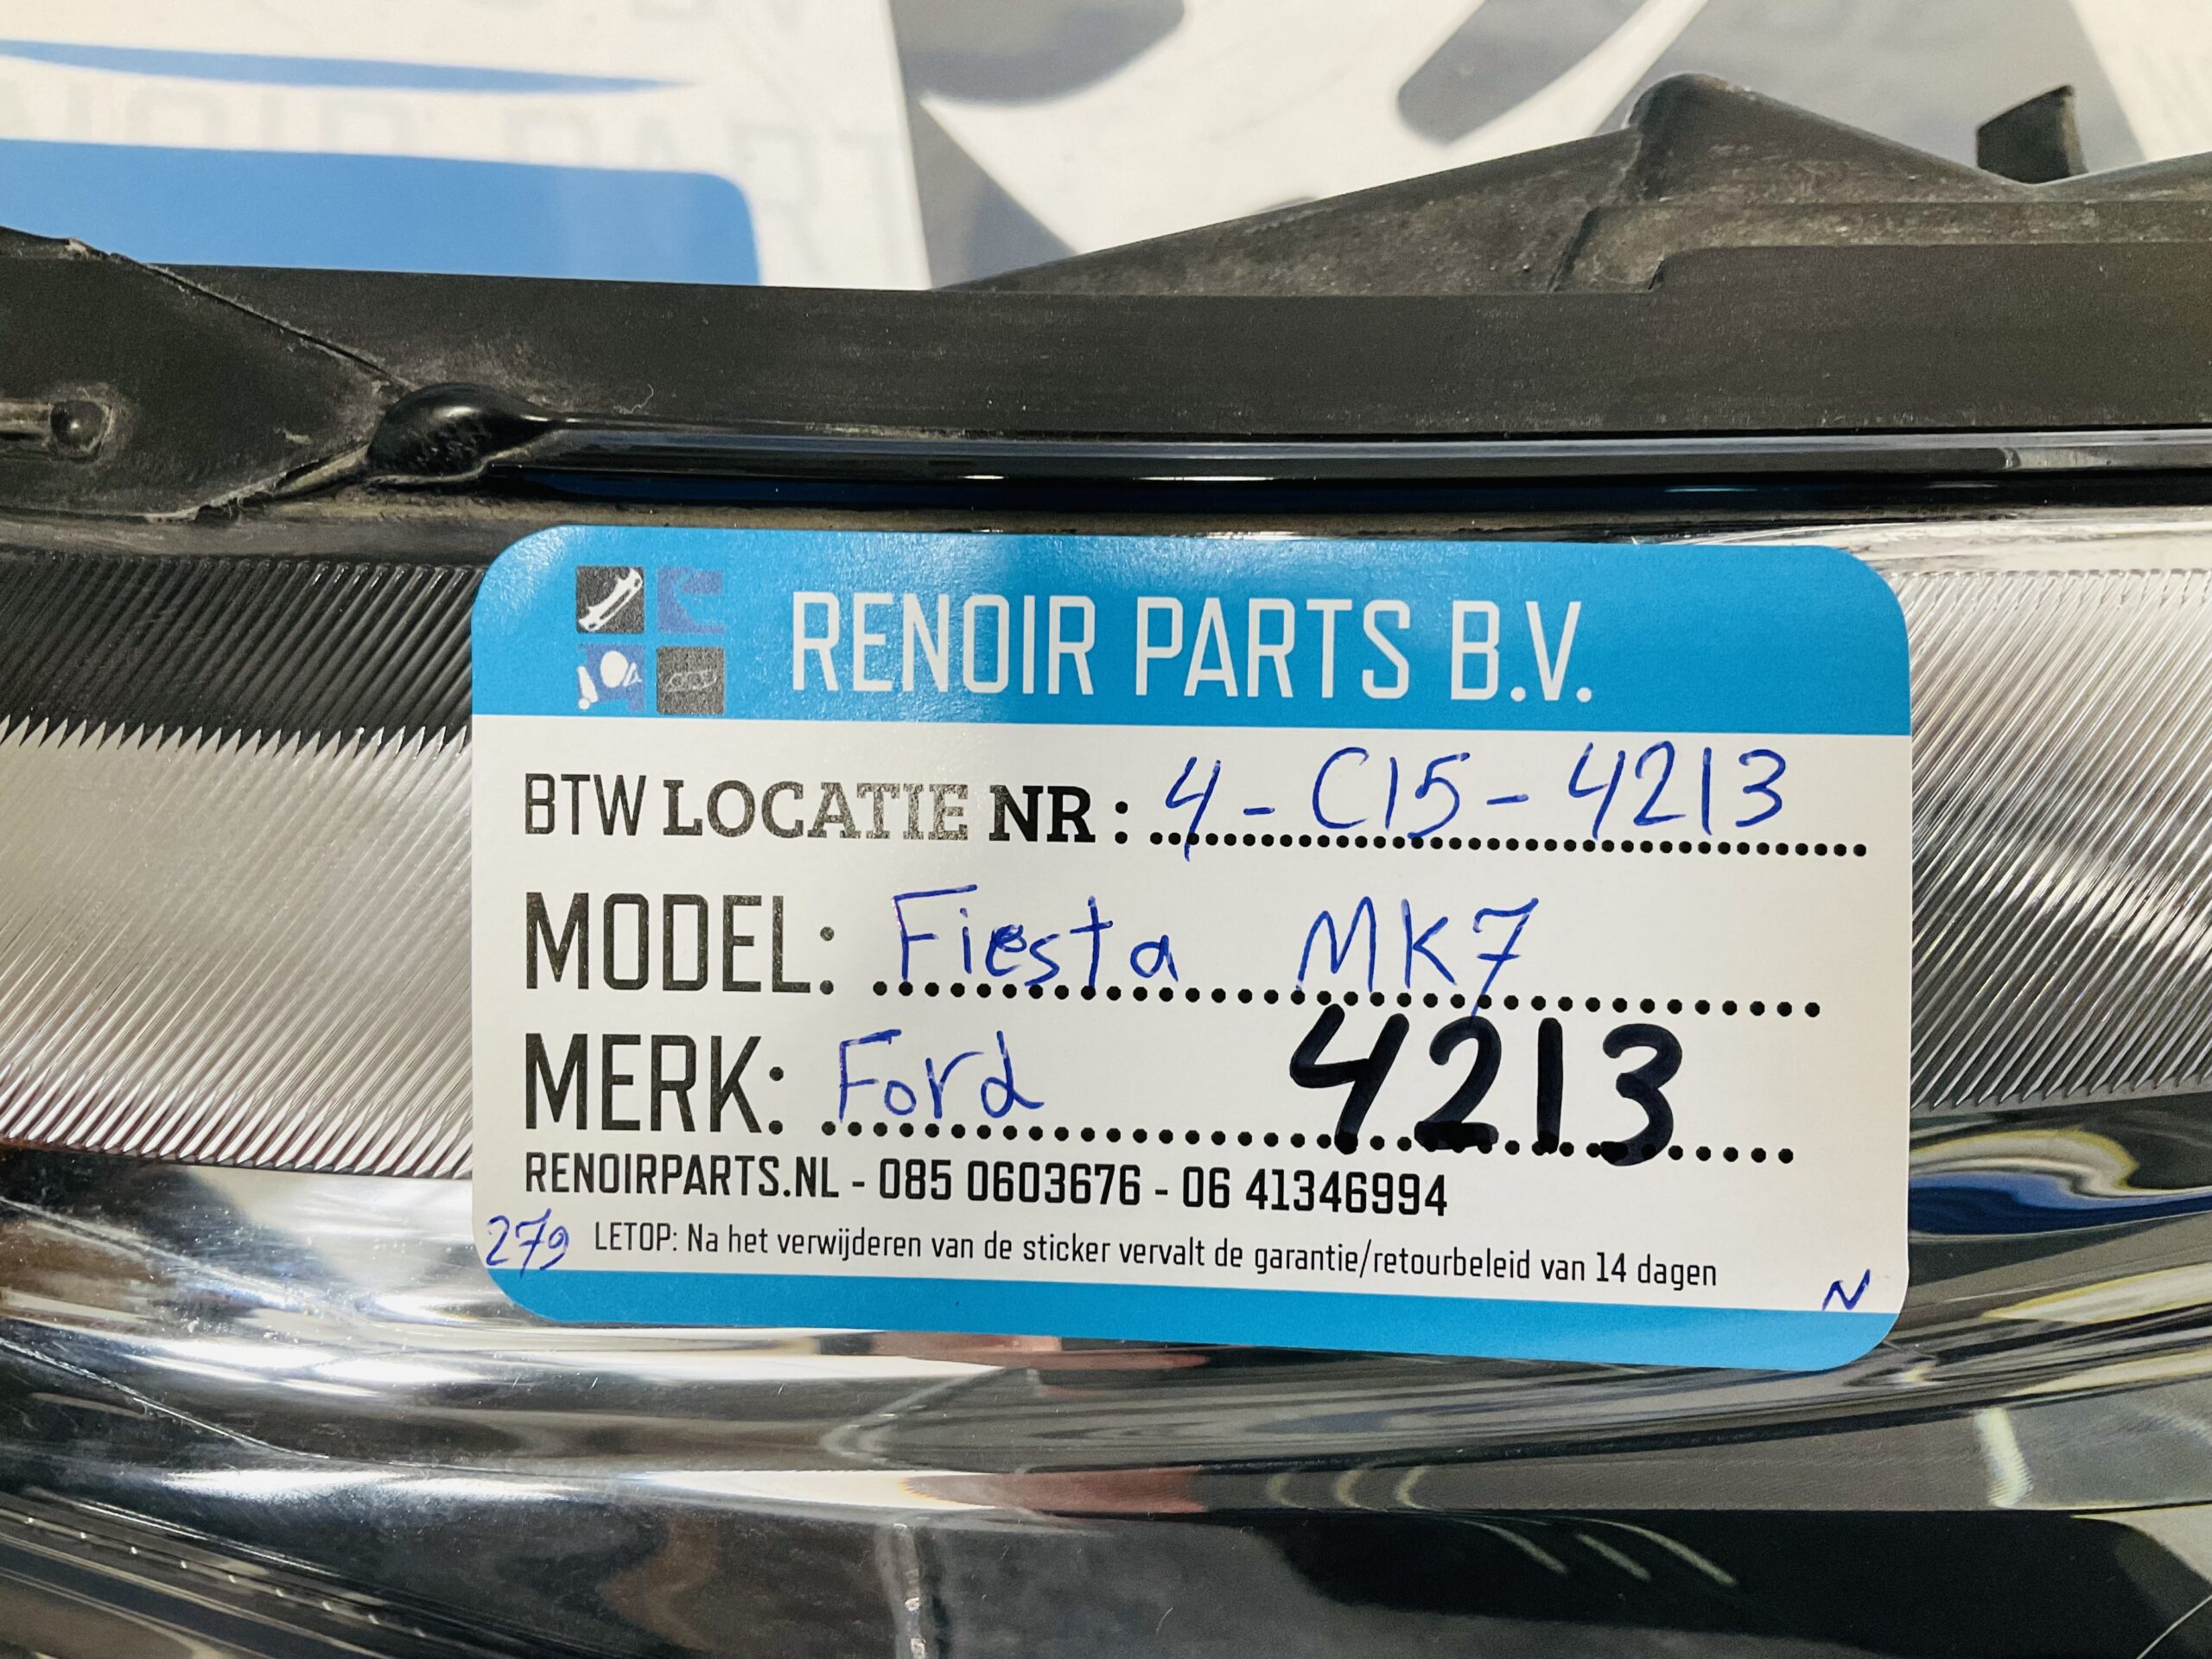 RENOIR PARTS B.V.
BTW LOCATIE NR : 4 - C15 - 4213
MODEL: Fiesta MK7
MERK: Ford 4213
RENOIRPARTS.NL - 085 0603676 - 06 41346994
279 LETOP: Na het verwijderen van de sticker vervalt de garantie/retourbeleid van 14 dagen
N